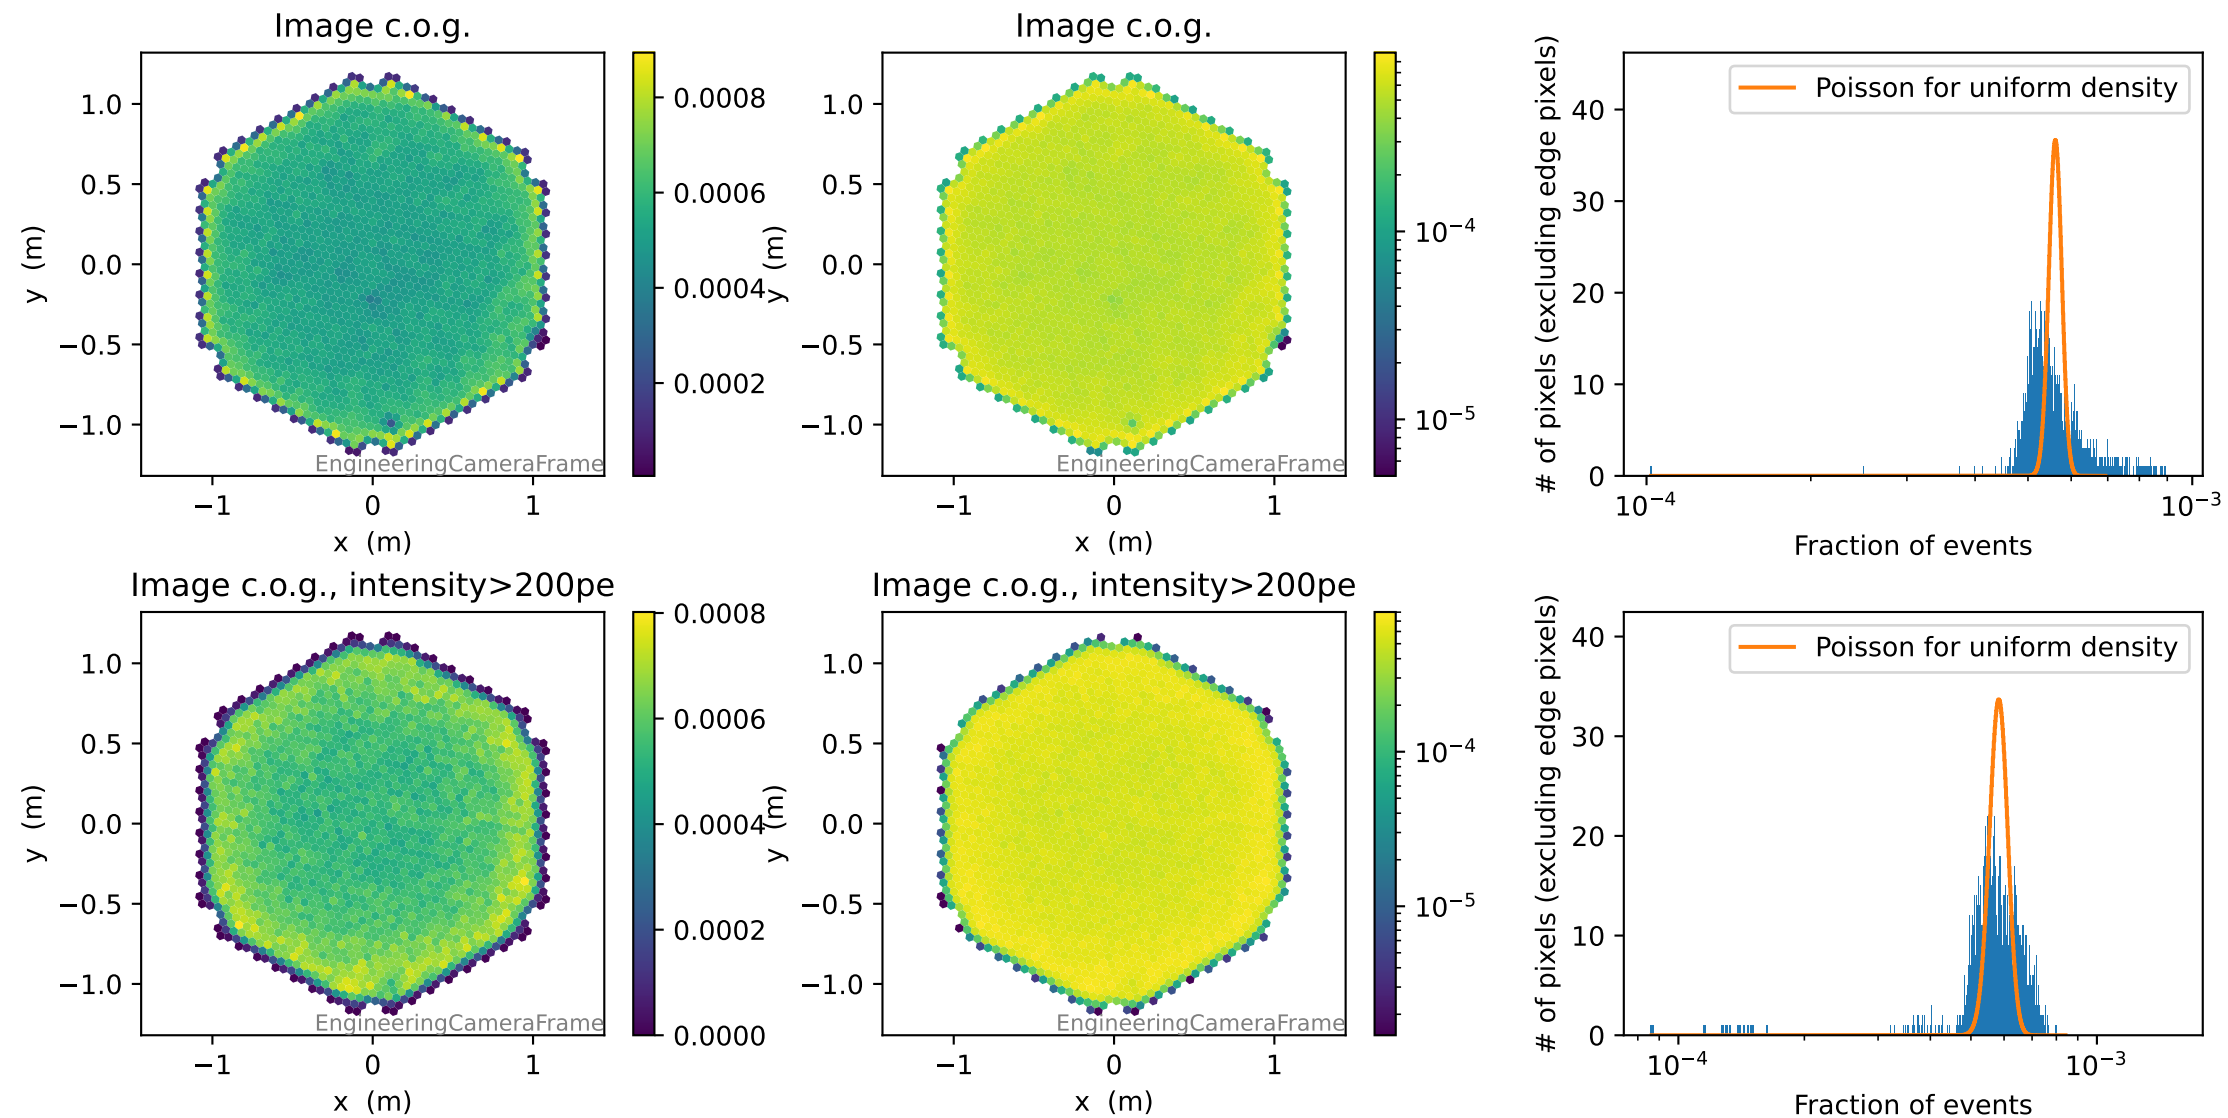 Image c.o.g.
1.0
0.5
0.0
−0.5
−1.0
y (m)
−1
0
1
x (m)
EngineeringCameraFrame
0.0008
0.0006
0.0004
0.0002
Image c.o.g.
1.0
0.5
0.0
−0.5
−1.0
y (m)
−1
0
1
x (m)
EngineeringCameraFrame
10⁻⁴
10⁻⁵
# of pixels (excluding edge pixels)
40
30
20
10
0
Poisson for uniform density
10⁻⁴
10⁻³
Fraction of events
Image c.o.g., intensity>200pe
1.0
0.5
0.0
−0.5
−1.0
y (m)
−1
0
1
x (m)
EngineeringCameraFrame
0.0008
0.0006
0.0004
0.0002
0.0000
Image c.o.g., intensity>200pe
1.0
0.5
0.0
−0.5
−1.0
y (m)
−1
0
1
x (m)
EngineeringCameraFrame
10⁻⁴
10⁻⁵
# of pixels (excluding edge pixels)
40
30
20
10
0
Poisson for uniform density
10⁻⁴
10⁻³
Fraction of events